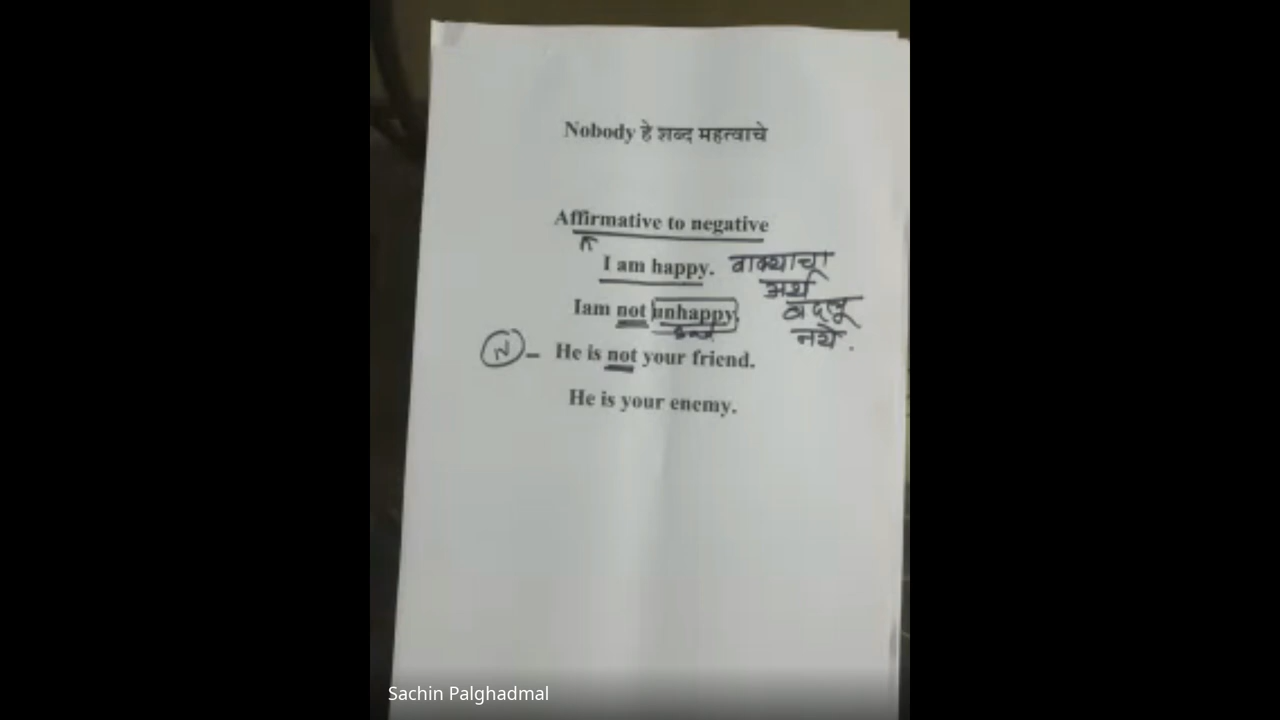 Nobody हे शब्द महत्वाचे
Affirmative to negative
I am happy. वाक्याचा
अर्थ
Iam not unhappy. बदलू
नये.
N - He is not your friend.
He is your enemy.
Sachin Palghadmal